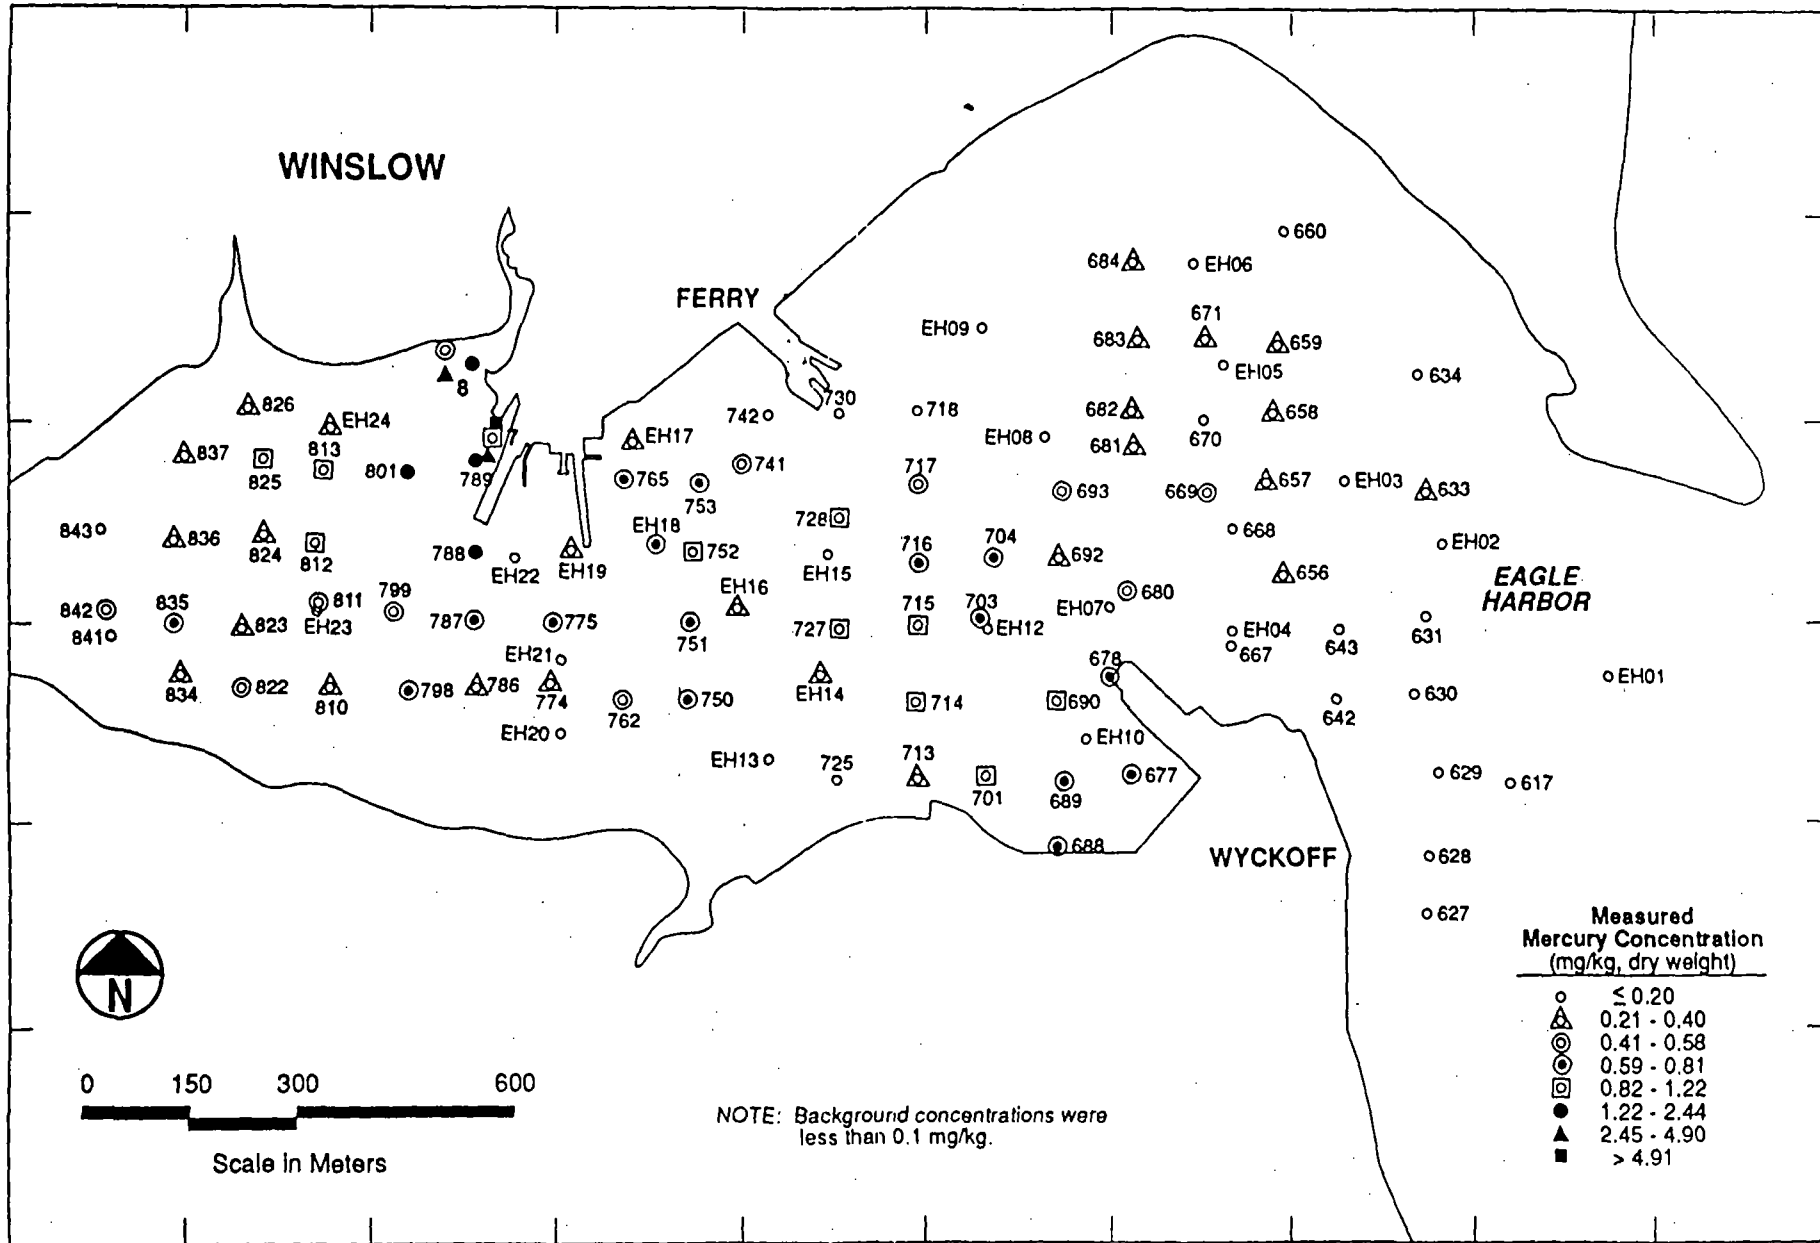 WINSLOW
660
684
EH06
FERRY
671
EH09
683
659
EH05
634
8
730
826
742
718
682
658
EH24
EH08
670
7
EH17
681
837
813
741
717
825
801
789
765
753
693
669
657
EH03
633
EH18
728
843
836
824
812
788
EH22
EH19
752
EH15
716
704
692
668
EH02
656
EAGLE
HARBOR
799
EH16
842
835
811
680
715
703
EH07
823
EH23
787
775
751
727
EH12
EH04
841
643
631
EH21
667
678
834
822
810
798
786
774
762
750
EH14
714
690
642
630
EH01
EH20
EH10
EH13
725
713
701
689
677
629
617
688
WYCKOFF
628
627
N
Measured
Mercury Concentration
(mg/kg, dry weight)
≤ 0.20
0.21 - 0.40
0.41 - 0.58
0.59 - 0.81
0.82 - 1.22
1.22 - 2.44
2.45 - 4.90
> 4.91
0 150 300 600
Scale in Meters
NOTE: Background concentrations were
less than 0.1 mg/kg.